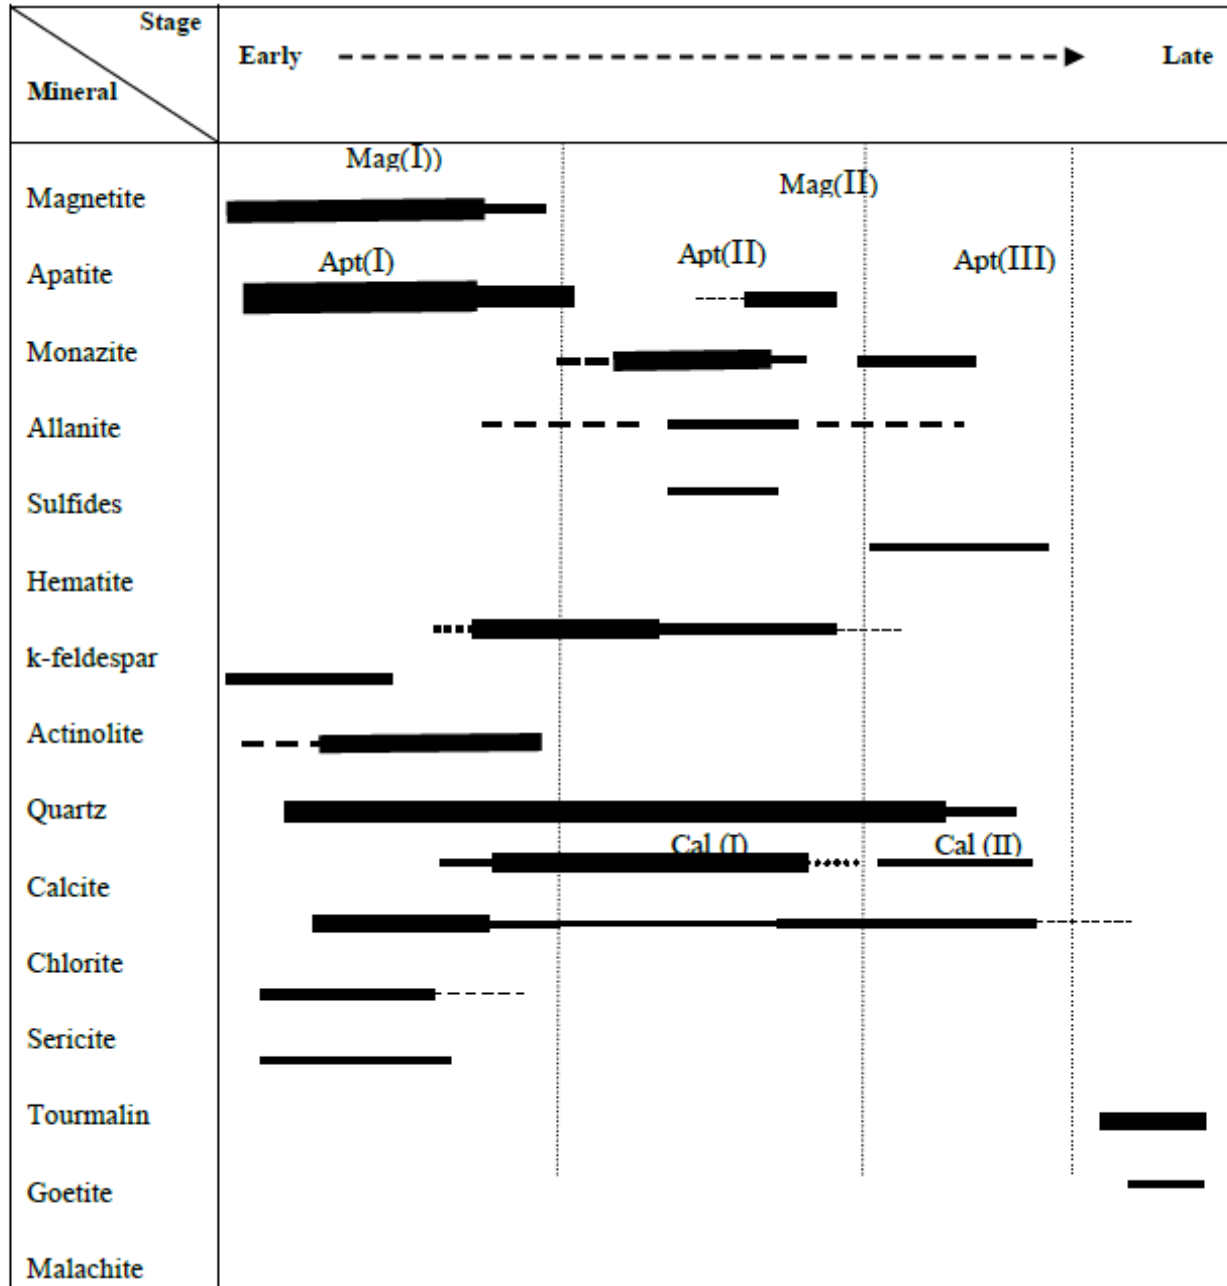 Stage
Early
Late
Mineral
Mag(I))
Mag(II)
Magnetite
Apt(I)
Apt(II)
Apt(III)
Apatite
Monazite
Allanite
Sulfides
Hematite
k-feldespar
Actinolite
Quartz
Cal (I)
Cal (II)
Calcite
Chlorite
Sericite
Tourmalin
Goetite
Malachite